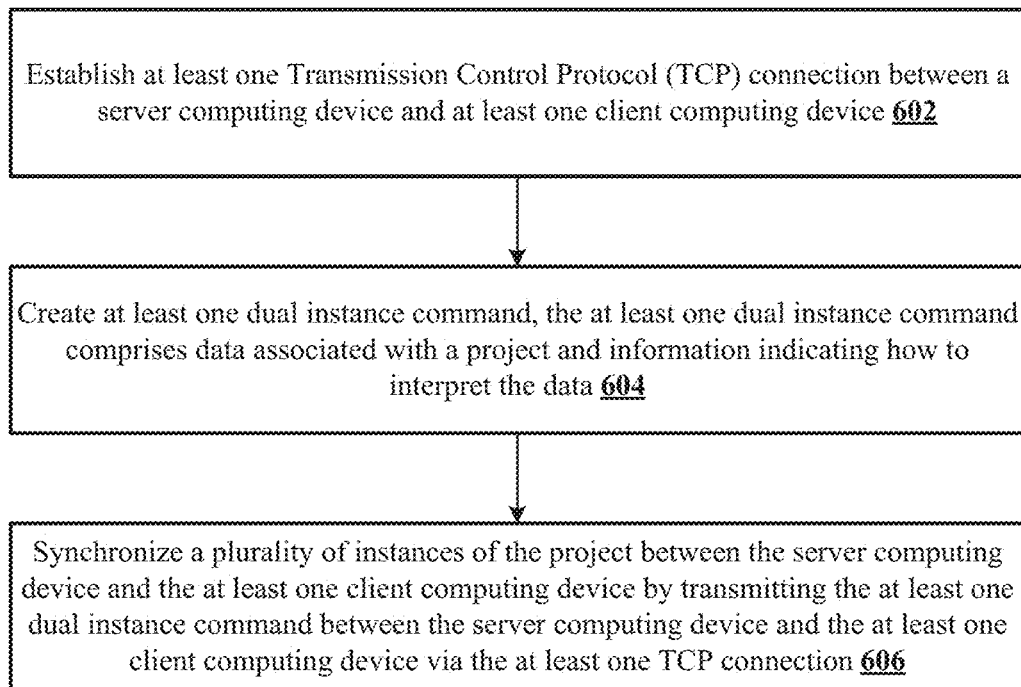 Establish at least one Transmission Control Protocol (TCP) connection between a
server computing device and at least one client computing device 602
Create at least one dual instance command, the at least one dual instance command
comprises data associated with a project and information indicating how to
interpret the data 604
Synchronize a plurality of instances of the project between the server computing
device and the at least one client computing device by transmitting the at least one
dual instance command between the server computing device and the at least one
client computing device via the at least one TCP connection 606